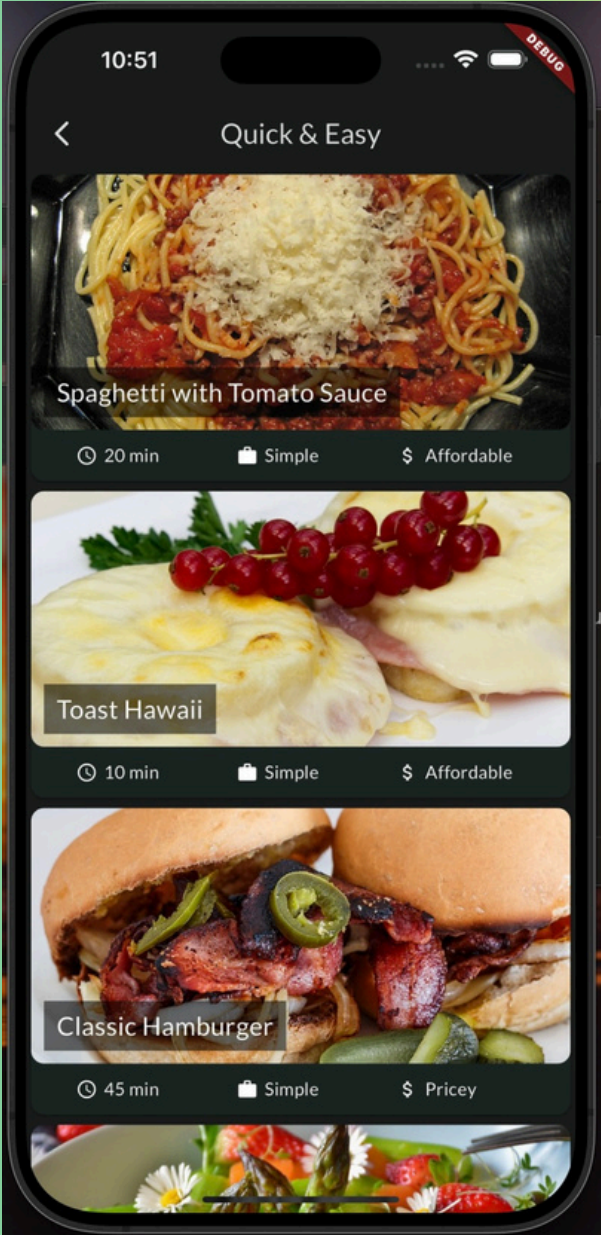 10:51
DEBUG
Quick & Easy
Spaghetti with Tomato Sauce
20 min Simple $ Affordable
Toast Hawaii
10 min Simple $ Affordable
Classic Hamburger
45 min Simple $ Pricey